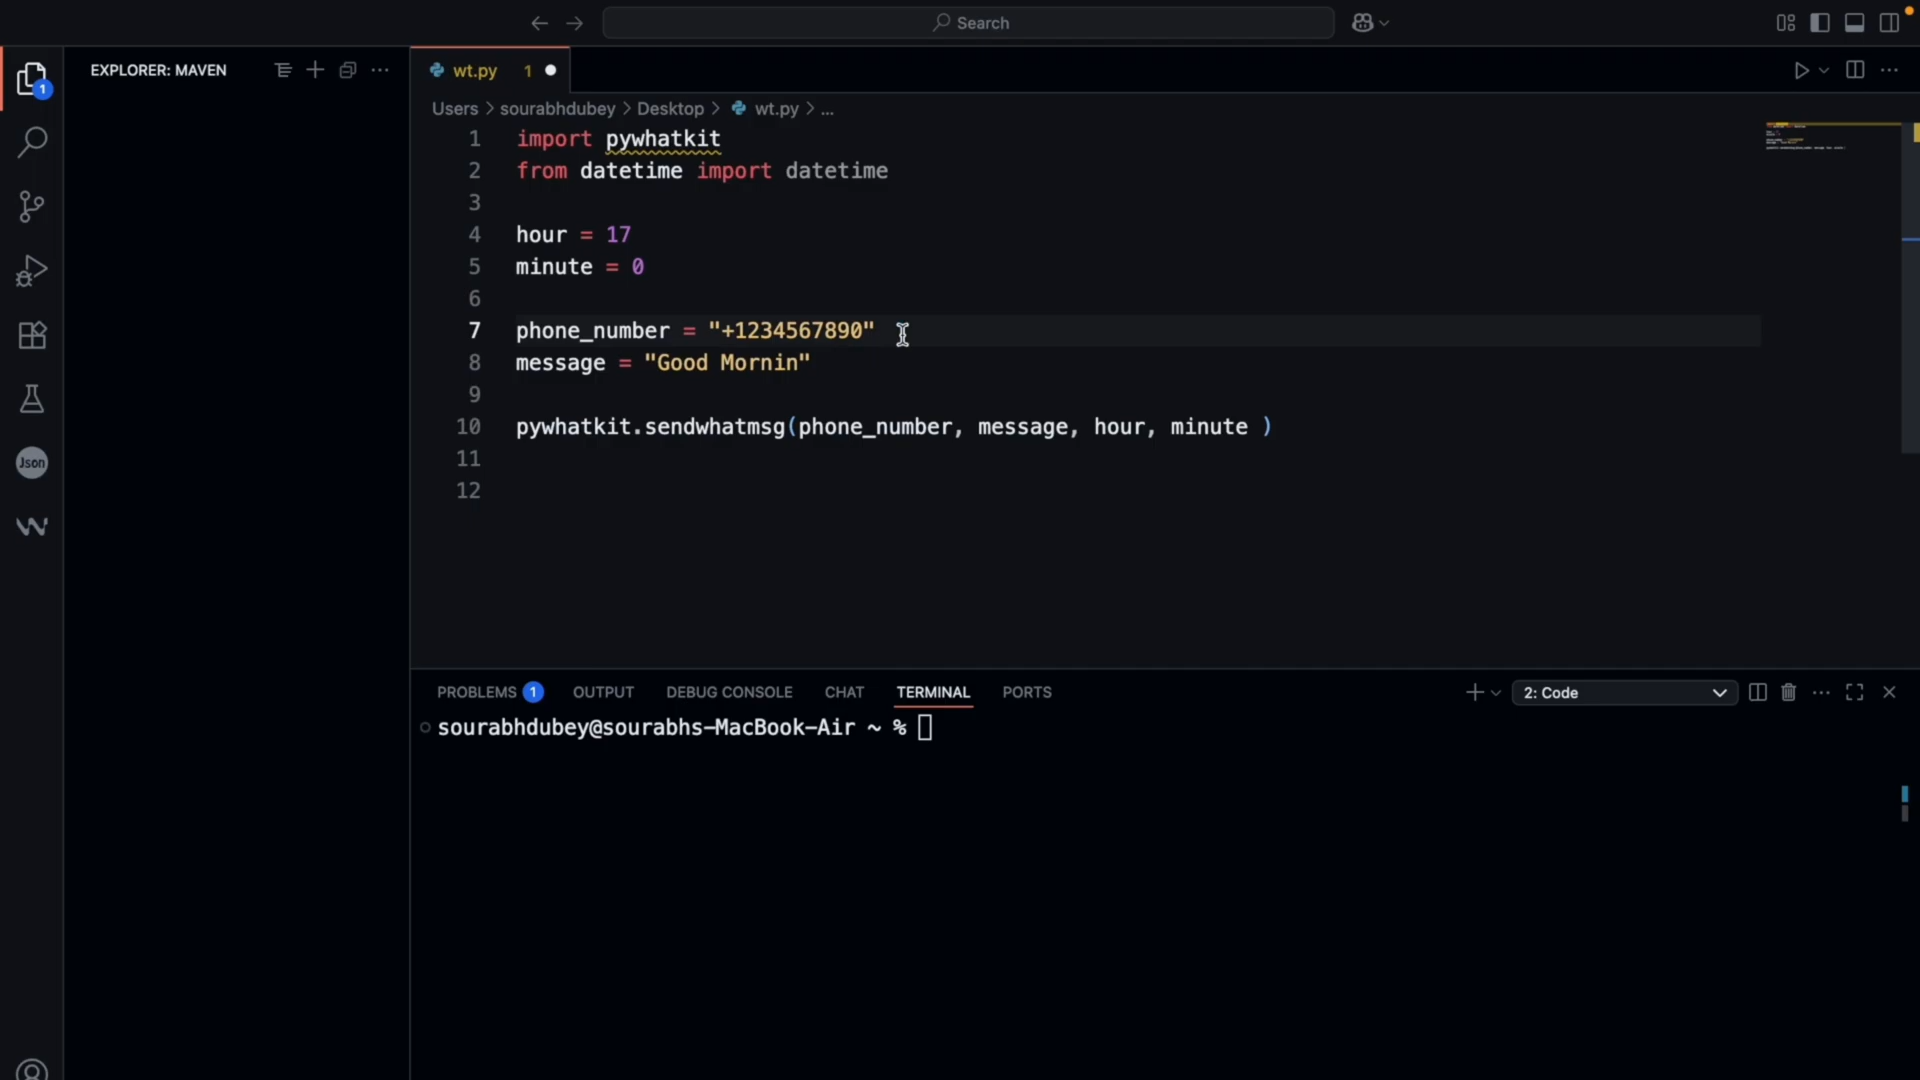 Search
EXPLORER: MAVEN
wt.py 1
1
Users > sourabhdubey > Desktop > wt.py > ...
1 import pywhatkit
2 from datetime import datetime
3
4 hour = 17
5 minute = 0
6
7 phone_number = "+1234567890"
8 message = "Good Mornin"
9
10 pywhatkit.sendwhatmsg(phone_number, message, hour, minute )
11
12
Json
PROBLEMS 1 OUTPUT DEBUG CONSOLE CHAT TERMINAL PORTS 2: Code
sourabhdubey@sourabhs-MacBook-Air ~ %